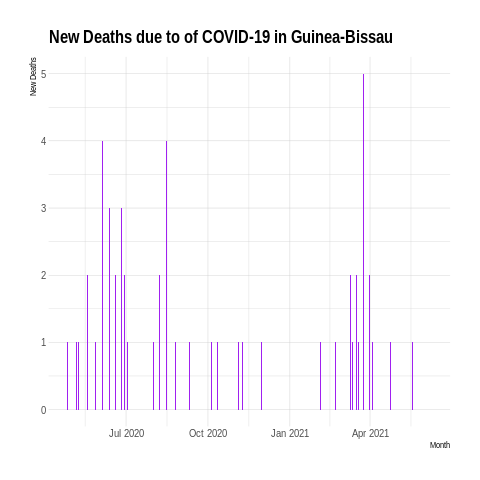 New Deaths due to of COVID-19 in Guinea-Bissau
New Deaths
5
4
3
2
1
0
Jul 2020 Oct 2020 Jan 2021 Apr 2021
Month